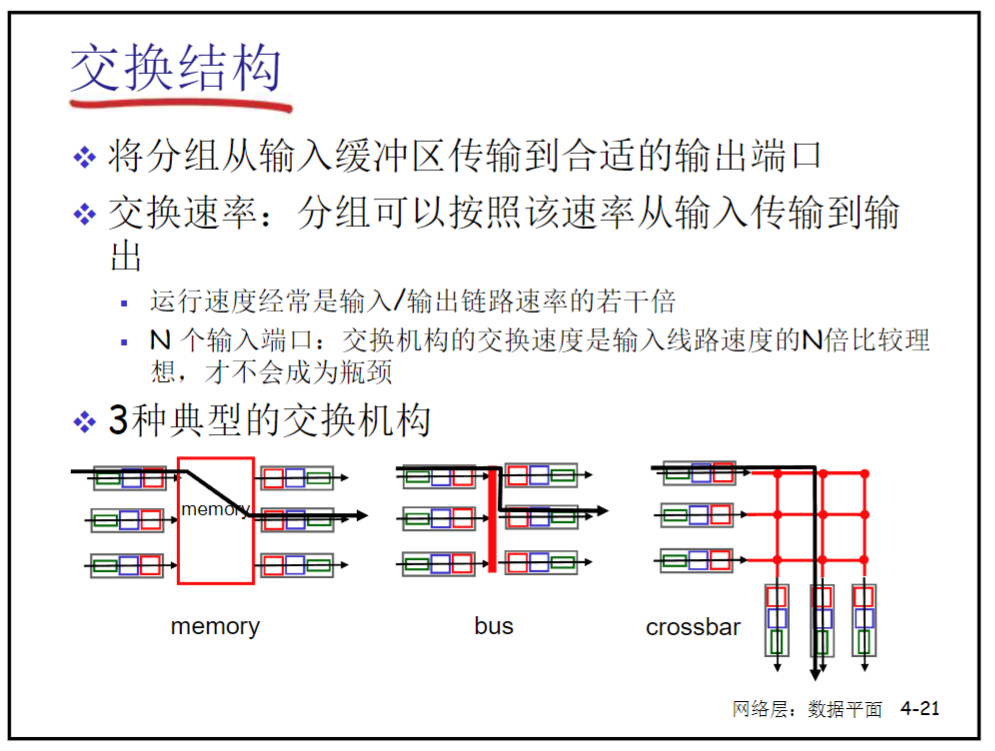 交换结构
将分组从输入缓冲区传输到合适的输出端口
交换速率：分组可以按照该速率从输入传输到输
出
运行速度经常是输入/输出链路速率的若干倍
N 个输入端口：交换机构的交换速度是输入线路速度的N倍比较理
想，才不会成为瓶颈
3种典型的交换机构
memory
memory
bus
crossbar
网络层：数据平面 4-21